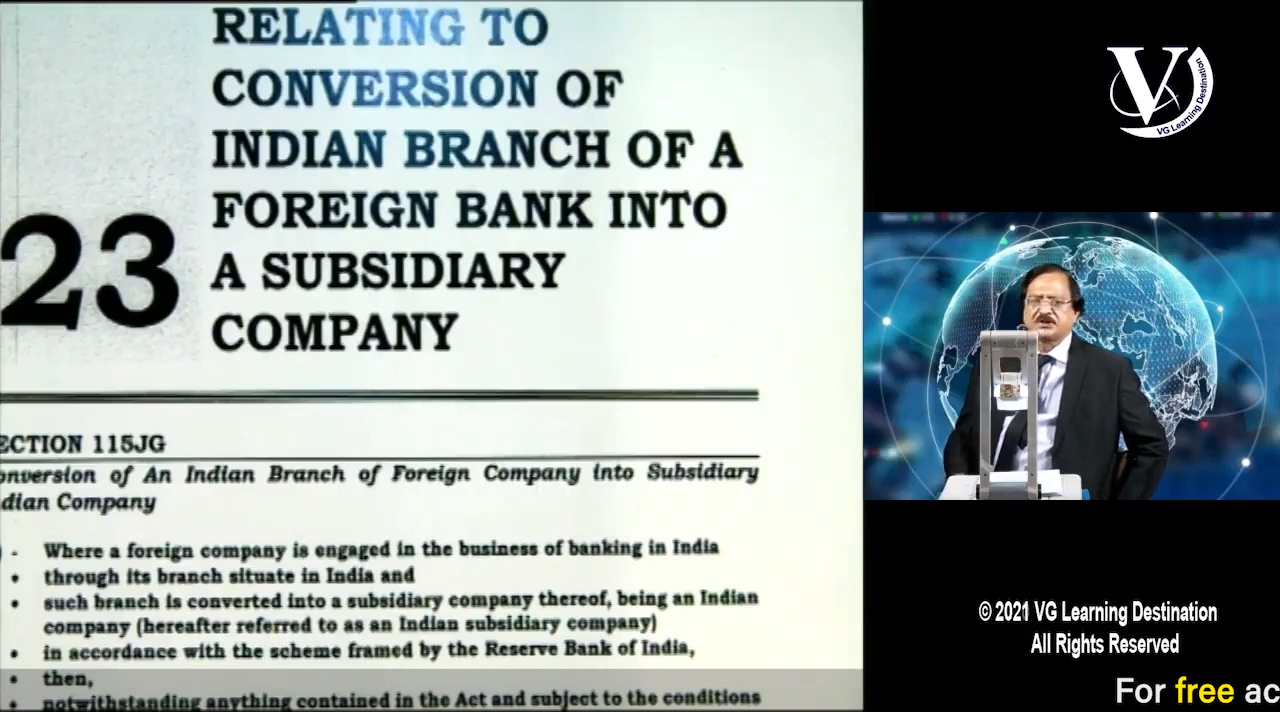 RELATING TO
CONVERSION OF
INDIAN BRANCH OF A
FOREIGN BANK INTO
A SUBSIDIARY
COMPANY
23
ECTION 115JG
onversion of An Indian Branch of Foreign Company into Subsidiary
dian Company
- Where a foreign company is engaged in the business of banking in India
• through its branch situate in India and
• such branch is converted into a subsidiary company thereof, being an Indian
company (hereafter referred to as an Indian subsidiary company)
• in accordance with the scheme framed by the Reserve Bank of India,
• then,
• notwithstanding anything contained in the Act and subject to the conditions
V
VG Learning Destination
© 2021 VG Learning Destination
All Rights Reserved
For free ac